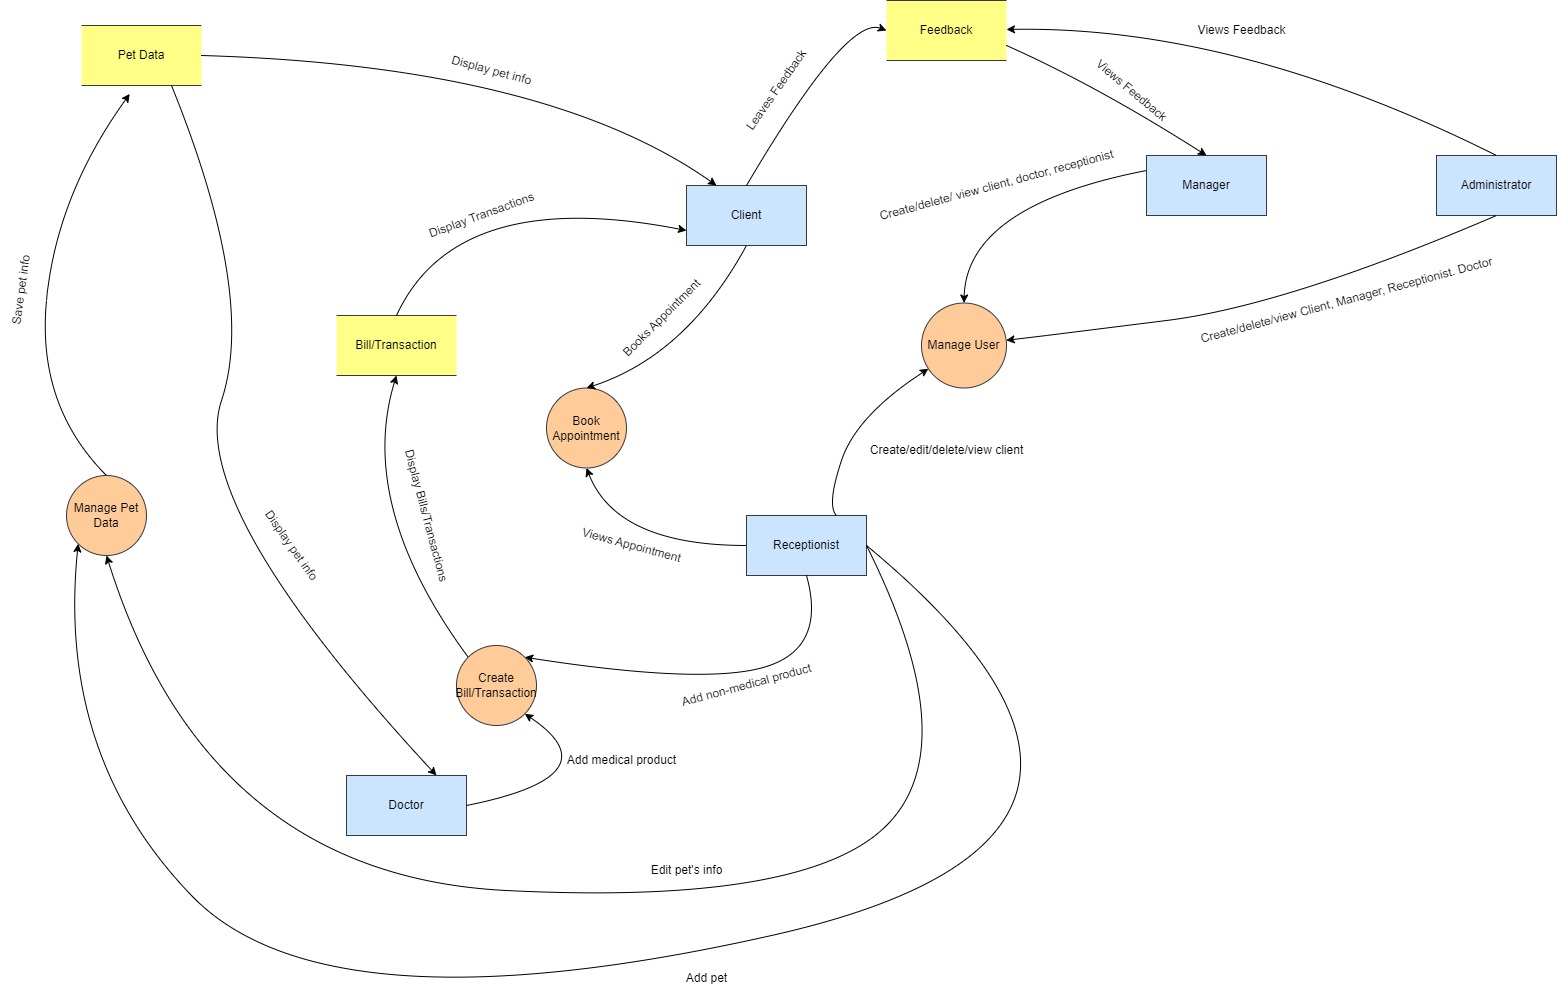 Feedback
Views Feedback
Pet Data
Display pet info
Leaves Feedback
Views Feedback
Create/delete/ view client, doctor, receptionist
Manager
Administrator
Display Transactions
Client
Save pet info
Books Appointment
Create/delete/view Client, Manager, Receptionist. Doctor
Bill/Transaction
Manage User
Book
Appointment
Create/edit/delete/view client
Display Bills/Transactions
Manage Pet
Data
Display pet info
Views Appointment
Receptionist
Create
Bill/Transaction
Add non-medical product
Add medical product
Doctor
Edit pet's info
Add pet